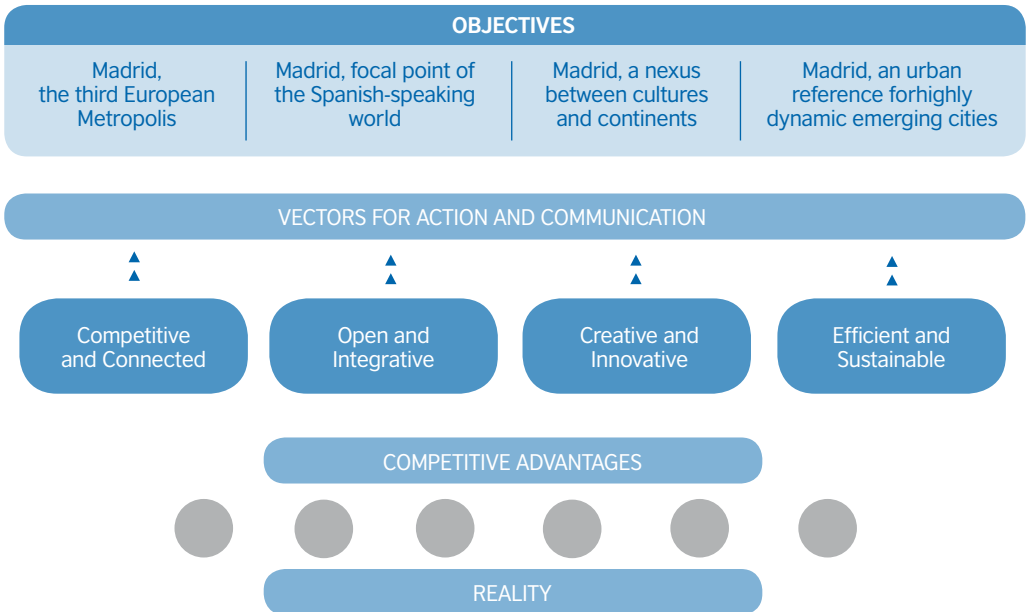 OBJECTIVES
Madrid,
the third European
Metropolis
Madrid, focal point of
the Spanish-speaking
world
Madrid, a nexus
between cultures
and continents
Madrid, an urban
reference forhighly
dynamic emerging cities
VECTORS FOR ACTION AND COMMUNICATION
Competitive
and Connected
Open and
Integrative
Creative and
Innovative
Efficient and
Sustainable
COMPETITIVE ADVANTAGES
REALITY